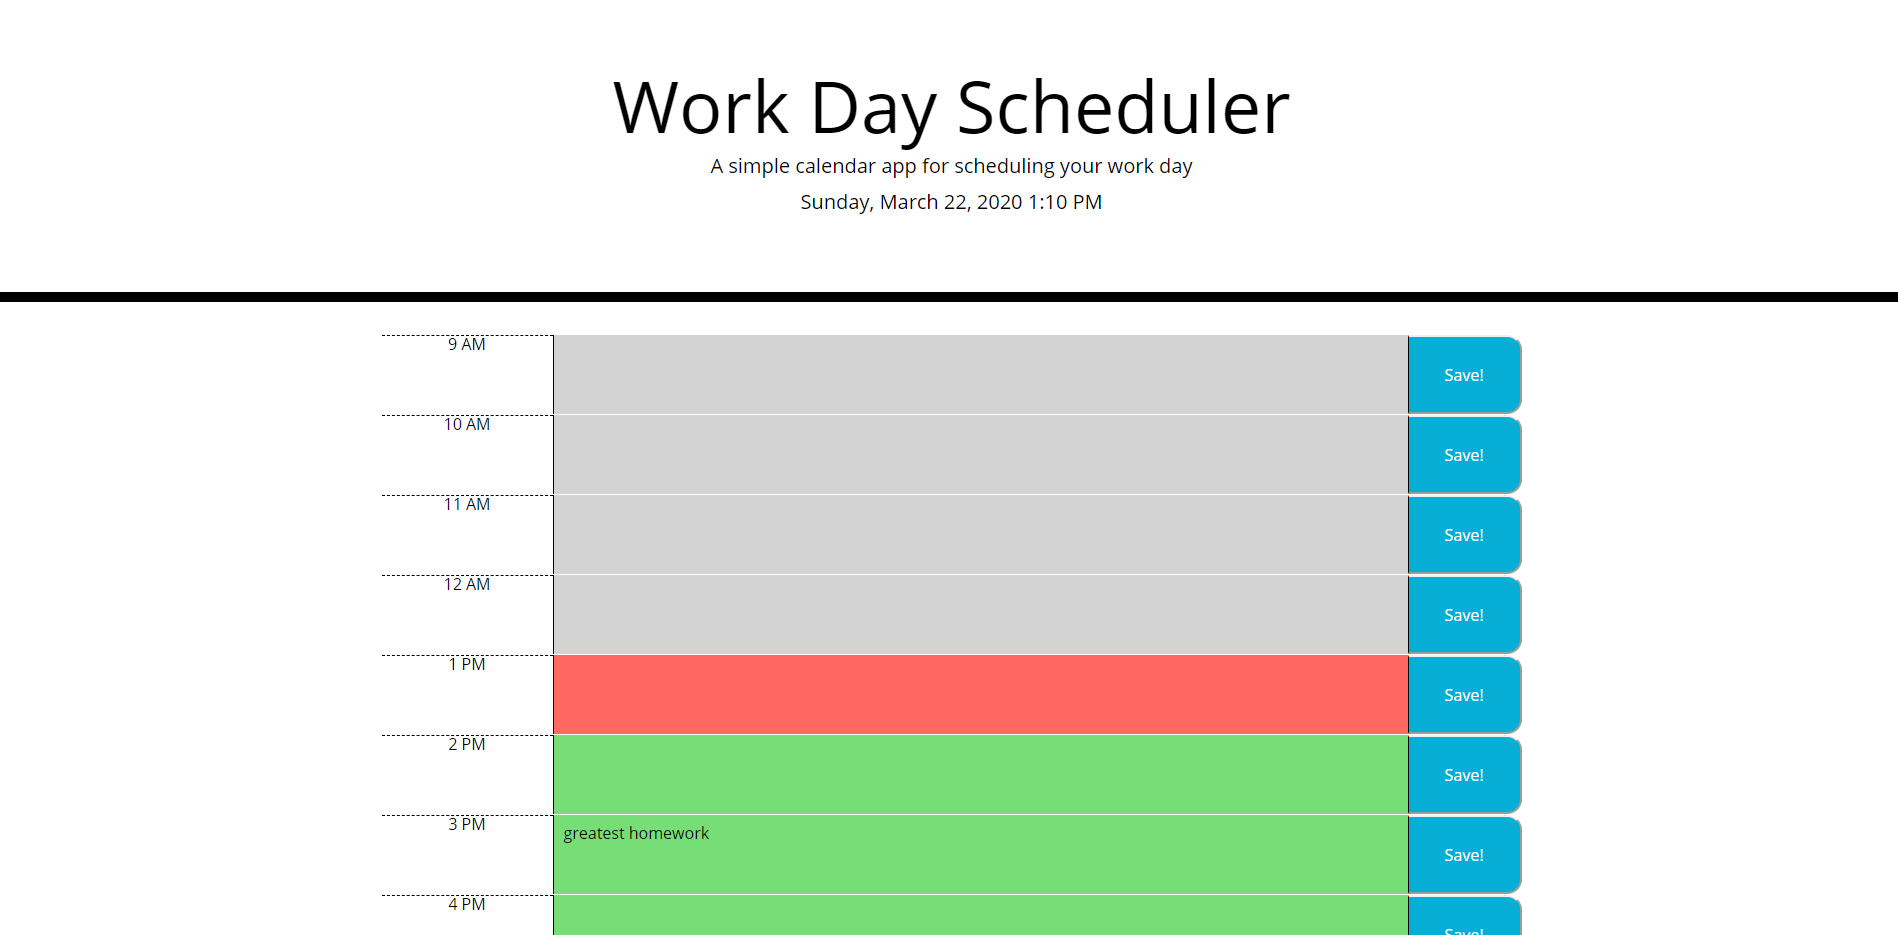 Work Day Scheduler
A simple calendar app for scheduling your work day
Sunday, March 22, 2020 1:10 PM
9 AM
Save!
10 AM
Save!
11 AM
Save!
12 AM
Save!
1 PM
Save!
2 PM
Save!
3 PM
greatest homework
Save!
4 PM
Save!